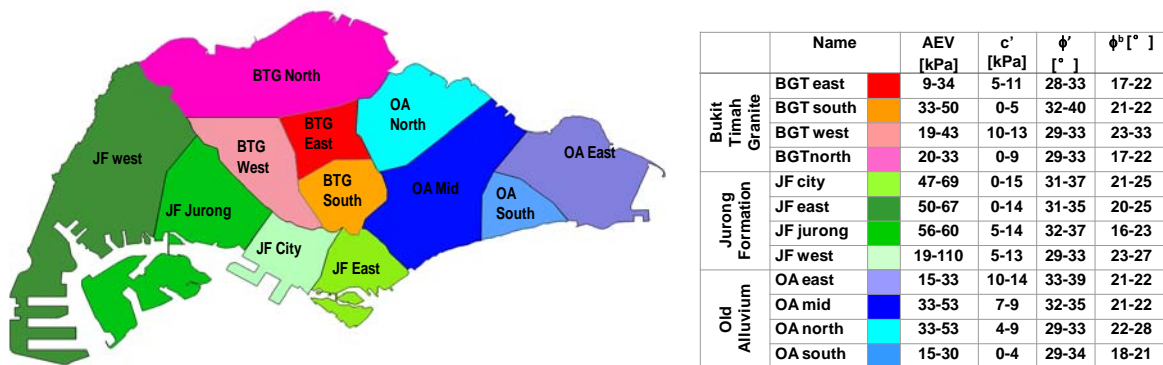 BTG North
OA
North
BTG
East
BTG
West
JF west
OA East
BTG
South
OA Mid
OA
South
JF Jurong
JF City
JF East
Name AEV [kPa] c' [kPa] ϕ' [°] ϕᵇ [°]
Bukit Timah Granite
BGT east 9-34 5-11 28-33 17-22
BGT south 33-50 0-5 32-40 21-22
BGT west 19-43 10-13 29-33 23-33
BGTnorth 20-33 0-9 29-33 17-22
Jurong Formation
JF city 47-69 0-15 31-37 21-25
JF east 50-67 0-14 31-35 20-25
JF jurong 56-60 5-14 32-37 16-23
JF west 19-110 5-13 29-33 23-27
Old Alluvium
OA east 15-33 10-14 33-39 21-22
OA mid 33-53 7-9 32-35 21-22
OA north 33-53 4-9 29-33 22-28
OA south 15-30 0-4 29-34 18-21